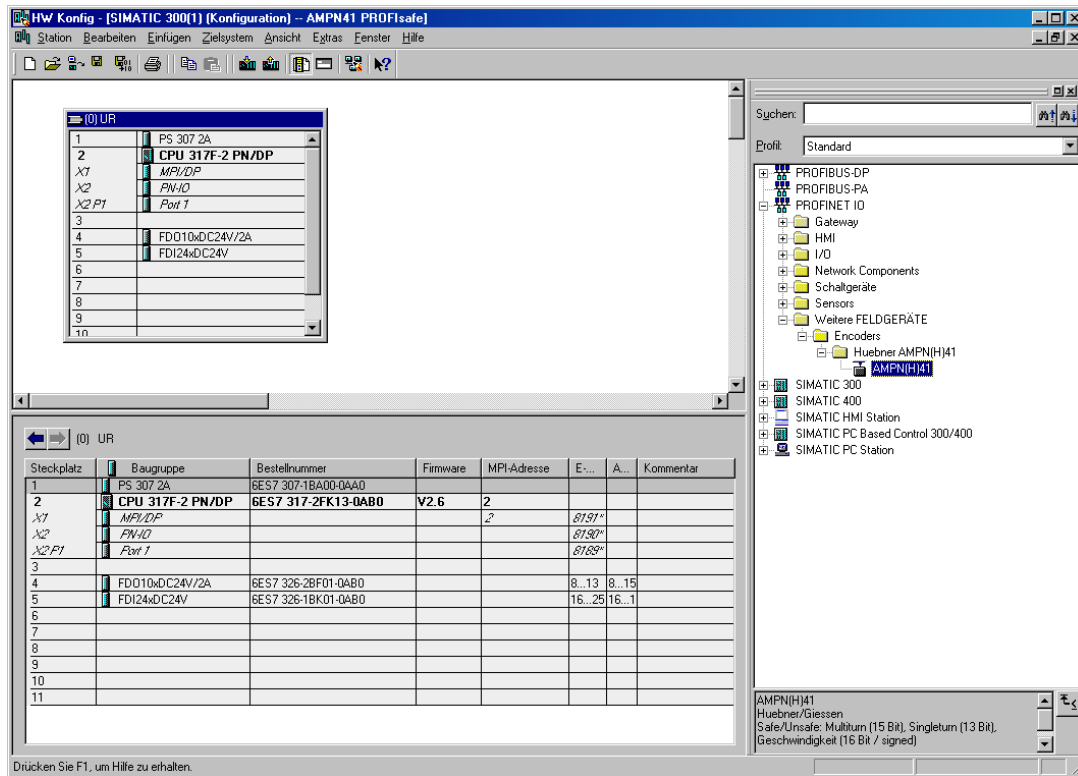 HW Konfig - [SIMATIC 300(1) (Konfiguration) -- AMPN41 PROFIsafe]
Station Bearbeiten Einfügen Zielsystem Ansicht Extras Fenster Hilfe
(0) UR
1 PS 307 2A
2 CPU 317F-2 PN/DP
X1 MPI/DP
X2 PN-IO
X2 P1 Port 1
3
4 FDO10xDC24V/2A
5 FDI24xDC24V
6
7
8
9
10
Suchen:
Profil: Standard
PROFIBUS-DP
PROFIBUS-PA
PROFINET IO
Gateway
HMI
I/O
Network Components
Schaltgeräte
Sensors
Weitere FELDGERÄTE
Encoders
Huebner AMPN(H)41
AMPN(H)41
SIMATIC 300
SIMATIC 400
SIMATIC HMI Station
SIMATIC PC Based Control 300/400
SIMATIC PC Station
(0) UR
Steckplatz Baugruppe Bestellnummer Firmware MPI-Adresse E-... A... Kommentar
1 PS 307 2A 6ES7 307-1BA00-0AA0
2 CPU 317F-2 PN/DP 6ES7 317-2FK13-0AB0 V2.6 2
X1 MPI/DP 2 8191*
X2 PN-IO 8190*
X2 P1 Port 1 8189*
3
4 FDO10xDC24V/2A 6ES7 326-2BF01-0AB0 8...13 8...15
5 FDI24xDC24V 6ES7 326-1BK01-0AB0 16...25 16...1
6
7
8
9
10
11
AMPN(H)41
Huebner/Giessen
Safe/Unsafe: Multiturn (15 Bit), Singleturn (13 Bit),
Geschwindigkeit (16 Bit / signed)
Drücken Sie F1, um Hilfe zu erhalten.